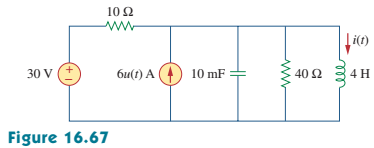 10 Ω
i(t)
30 V
+
−
6u(t) A
10 mF
40 Ω
4 H
Figure 16.67